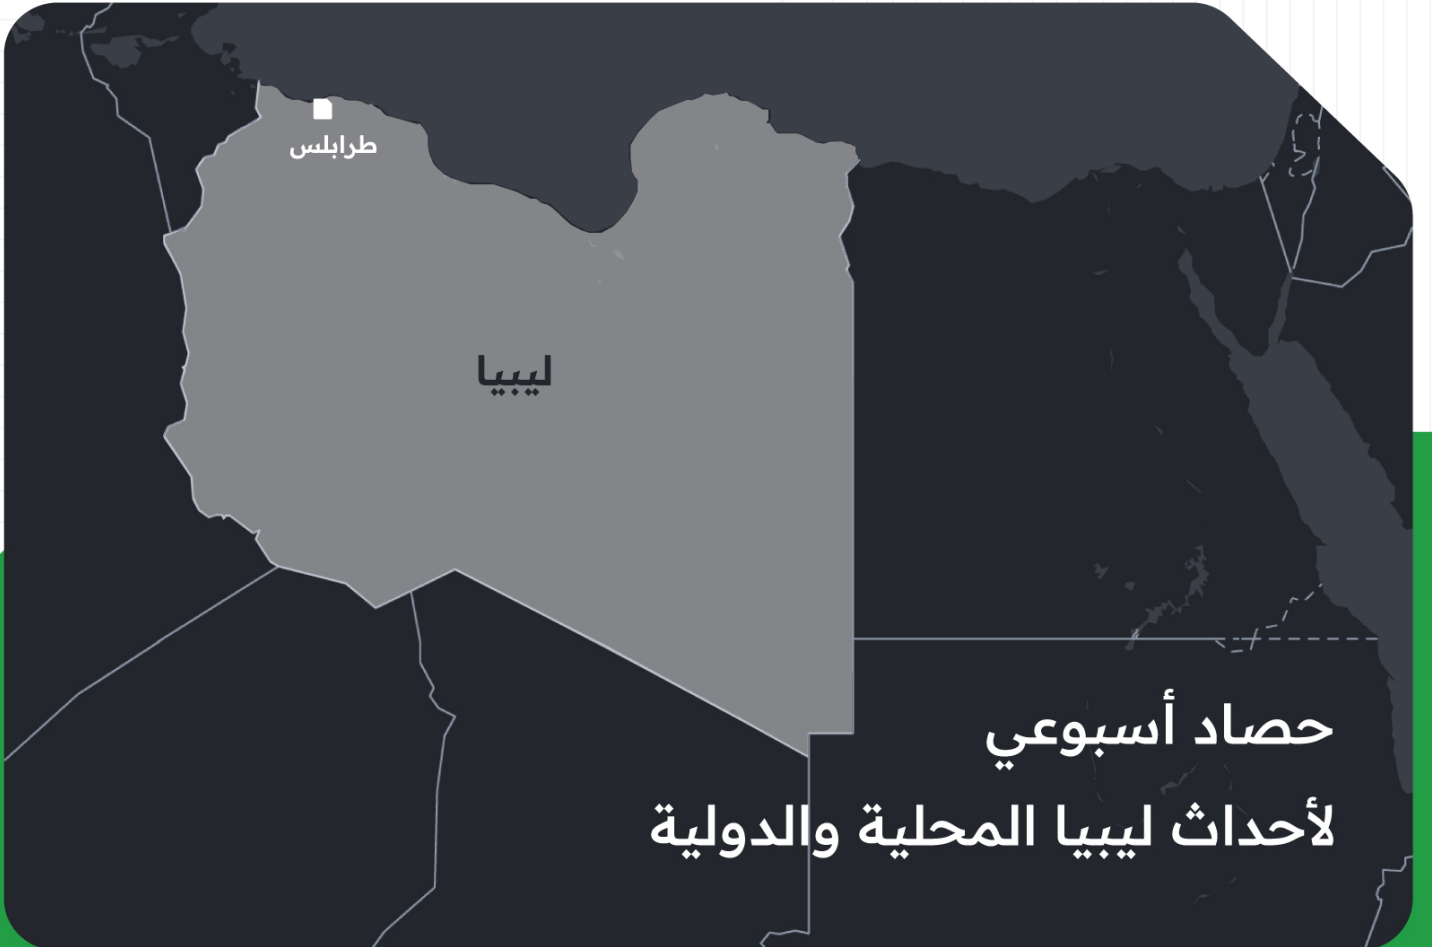 طرابلس
ليبيا
حصاد أسبوعي
لأحداث ليبيا المحلية والدولية